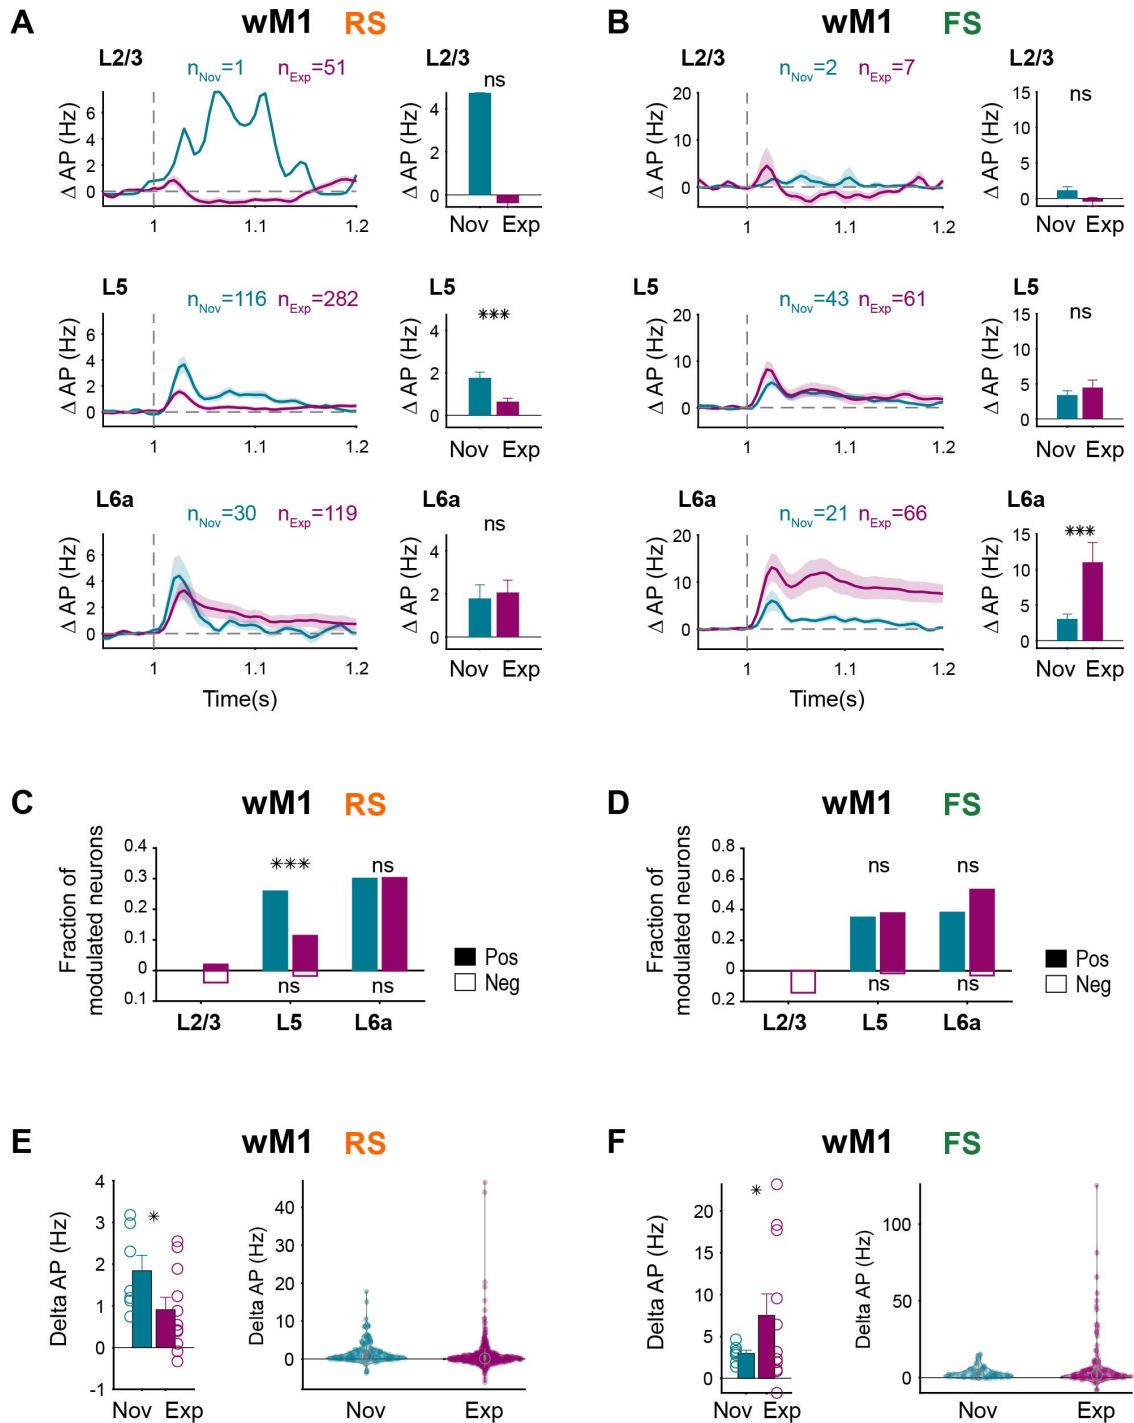 A wM1 RS
L2/3 nNov=1 nExp=51
Δ AP (Hz)
6
4
2
0
1 1.1 1.2
L2/3
ns
Δ AP (Hz)
4
2
0
Nov Exp
L5 nNov=116 nExp=282
Δ AP (Hz)
6
4
2
0
1 1.1 1.2
L5
***
Δ AP (Hz)
4
2
0
Nov Exp
L6a nNov=30 nExp=119
Δ AP (Hz)
6
4
2
0
1 1.1 1.2
Time(s)
L6a
ns
Δ AP (Hz)
4
2
0
Nov Exp
B wM1 FS
L2/3 nNov=2 nExp=7
Δ AP (Hz)
20
10
0
1 1.1 1.2
L2/3
ns
Δ AP (Hz)
15
10
5
0
Nov Exp
L5 nNov=43 nExp=61
Δ AP (Hz)
20
10
0
1 1.1 1.2
L5
ns
Δ AP (Hz)
15
10
5
0
Nov Exp
L6a nNov=21 nExp=66
Δ AP (Hz)
20
10
0
1 1.1 1.2
Time(s)
L6a
***
Δ AP (Hz)
15
10
5
0
Nov Exp
C wM1 RS
Fraction of
modulated neurons
0.4
0.3
0.2
0.1
0
0.1
*** ns
ns ns
L2/3 L5 L6a
Pos
Neg
D wM1 FS
Fraction of
modulated neurons
0.8
0.6
0.4
0.2
0
0.2
ns ns
ns ns
L2/3 L5 L6a
Pos
Neg
E wM1 RS
Delta AP (Hz)
4
3
2
1
0
-1
*
Nov Exp
Delta AP (Hz)
40
30
20
10
0
Nov Exp
F wM1 FS
Delta AP (Hz)
20
15
10
5
0
*
Nov Exp
Delta AP (Hz)
100
50
0
Nov Exp